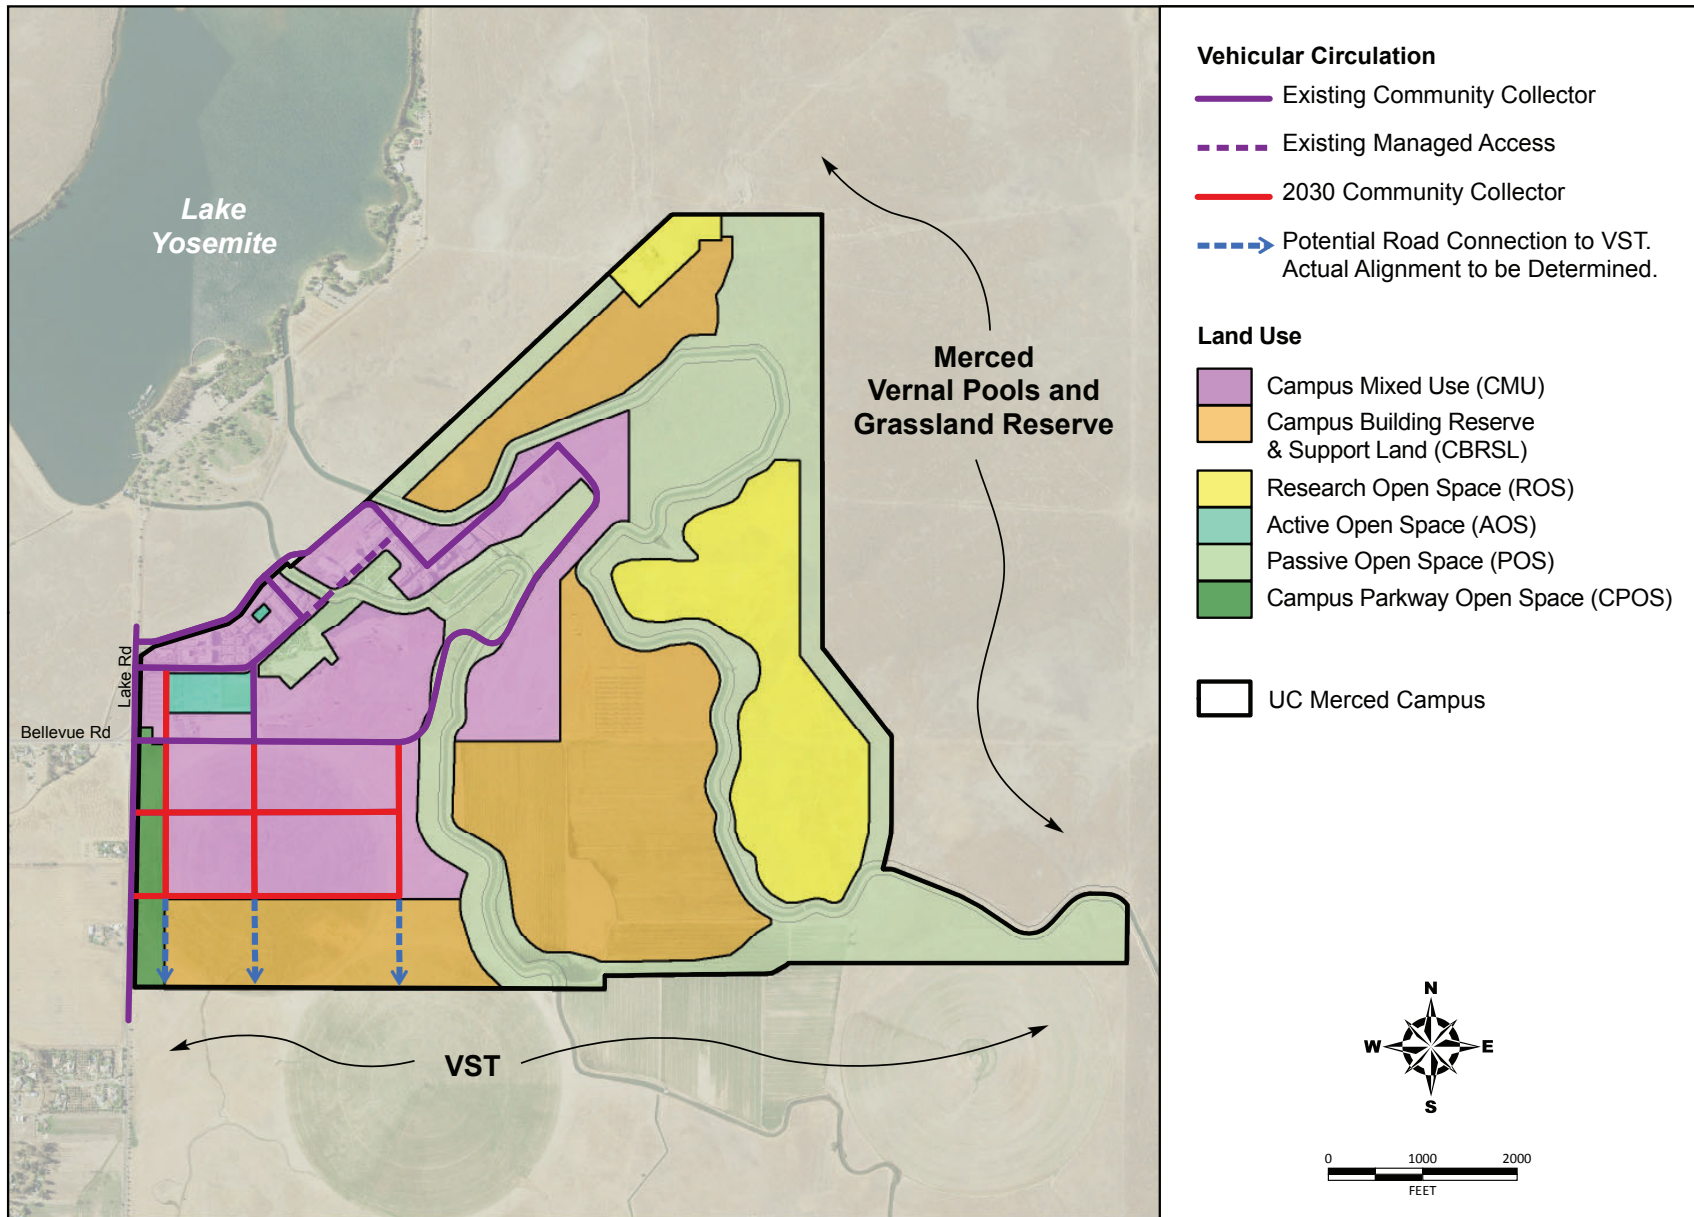 Lake
Yosemite
Merced
Vernal Pools and
Grassland Reserve
Lake Rd
Bellevue Rd
VST
Vehicular Circulation
Existing Community Collector
Existing Managed Access
2030 Community Collector
Potential Road Connection to VST.
Actual Alignment to be Determined.
Land Use
Campus Mixed Use (CMU)
Campus Building Reserve
& Support Land (CBRSL)
Research Open Space (ROS)
Active Open Space (AOS)
Passive Open Space (POS)
Campus Parkway Open Space (CPOS)
UC Merced Campus
N
W E
S
0 1000 2000
FEET